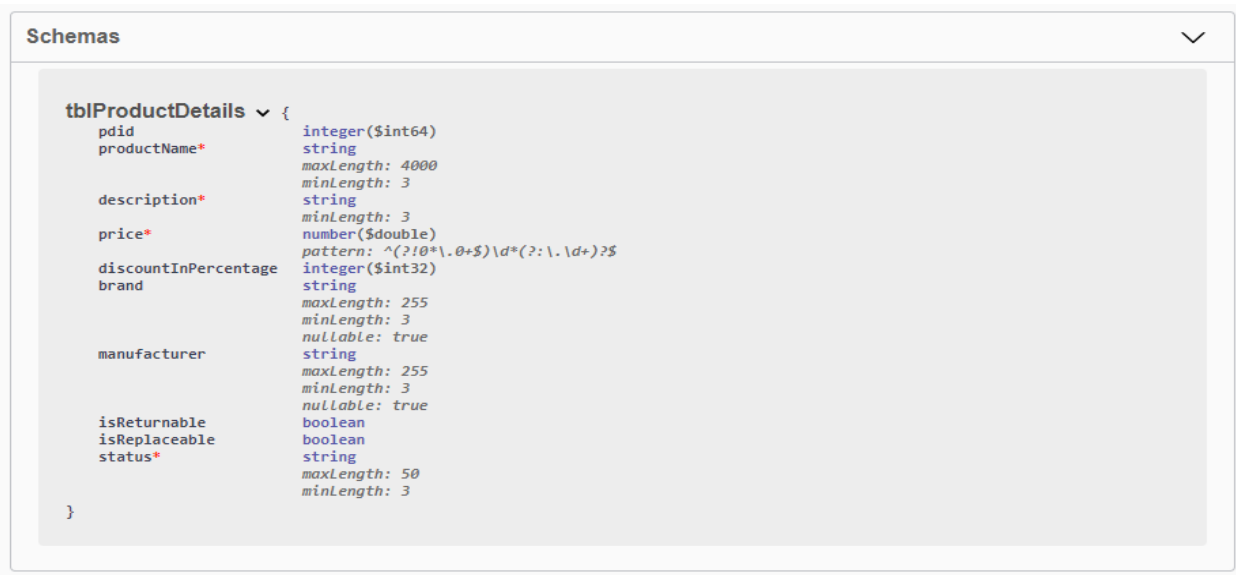 Schemas
tblProductDetails {
pdid integer($int64)
productName* string
maxLength: 4000
minLength: 3
description* string
minLength: 3
price* number($double)
pattern: ^(?!0*\.0+$)\d*(?:\.\d+)?$
discountInPercentage integer($int32)
brand string
maxLength: 255
minLength: 3
nullable: true
manufacturer string
maxLength: 255
minLength: 3
nullable: true
isReturnable boolean
isReplaceable boolean
status* string
maxLength: 50
minLength: 3
}